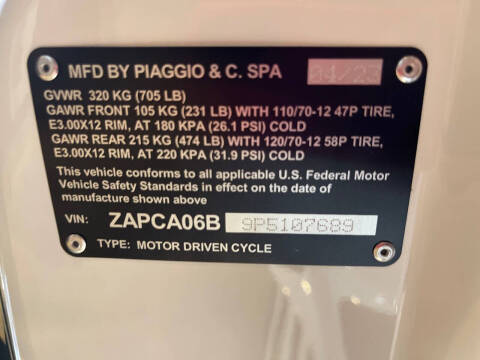 MFD BY PIAGGIO & C. SPA 04/23
GVWR 320 KG (705 LB)
GAWR FRONT 105 KG (231 LB) WITH 110/70-12 47P TIRE,
E3.00X12 RIM, AT 180 KPA (26.1 PSI) COLD
GAWR REAR 215 KG (474 LB) WITH 120/70-12 58P TIRE,
E3.00X12 RIM, AT 220 KPA (31.9 PSI) COLD
This vehicle conforms to all applicable U.S. Federal Motor
Vehicle Safety Standards in effect on the date of
manufacture shown above
VIN: ZAPCA06B 9P5107689
TYPE: MOTOR DRIVEN CYCLE